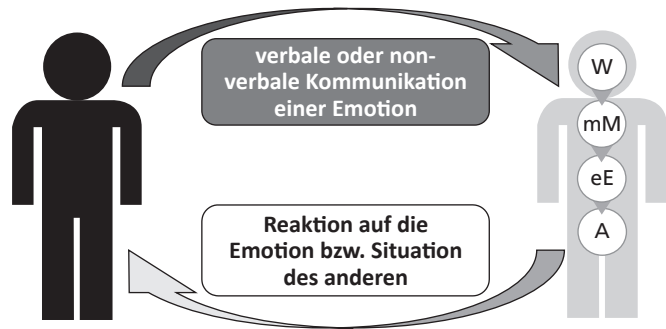 verbale oder non-
verbale Kommunikation
einer Emotion
W
mM
eE
A
Reaktion auf die
Emotion bzw. Situation
des anderen